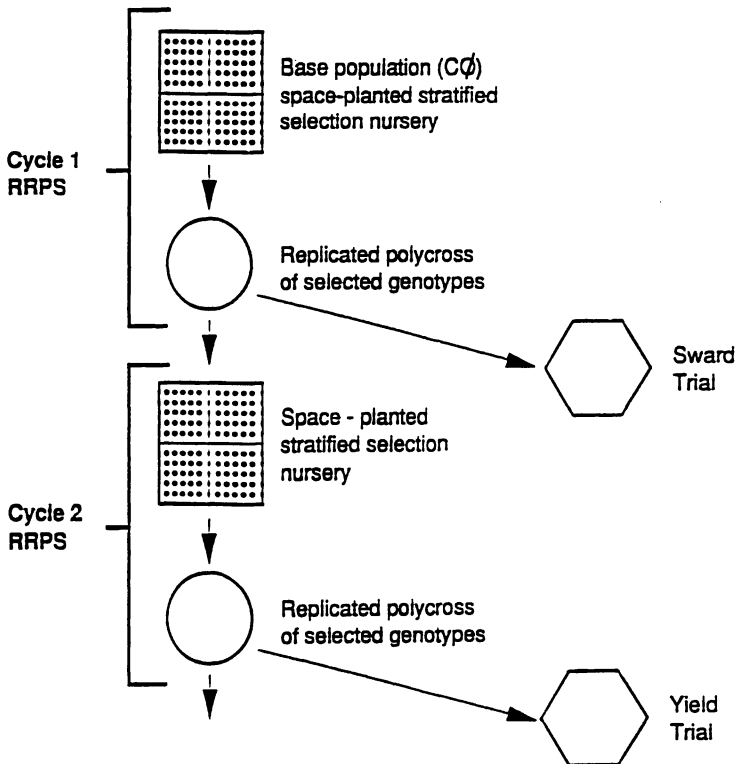 Base population (CØ)
space-planted stratified
selection nursery
Cycle 1
RRPS
Replicated polycross
of selected genotypes
Sward
Trial
Space - planted
stratified selection
nursery
Cycle 2
RRPS
Replicated polycross
of selected genotypes
Yield
Trial